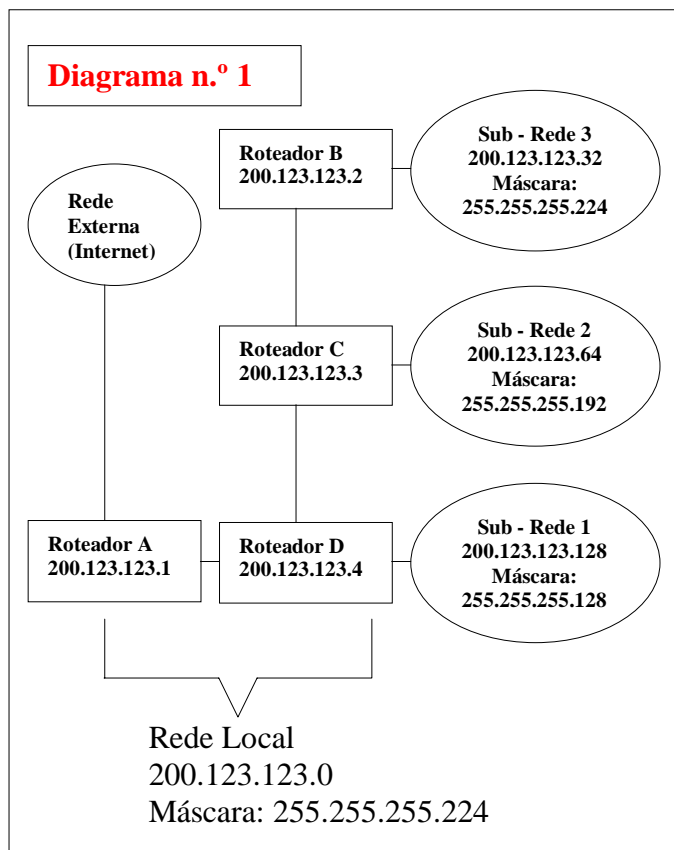 Diagrama n.º 1
Roteador B
200.123.123.2
Sub - Rede 3
200.123.123.32
Máscara:
255.255.255.224
Rede
Externa
(Internet)
Roteador C
200.123.123.3
Sub - Rede 2
200.123.123.64
Máscara:
255.255.255.192
Roteador A
200.123.123.1
Roteador D
200.123.123.4
Sub - Rede 1
200.123.123.128
Máscara:
255.255.255.128
Rede Local
200.123.123.0
Máscara: 255.255.255.224